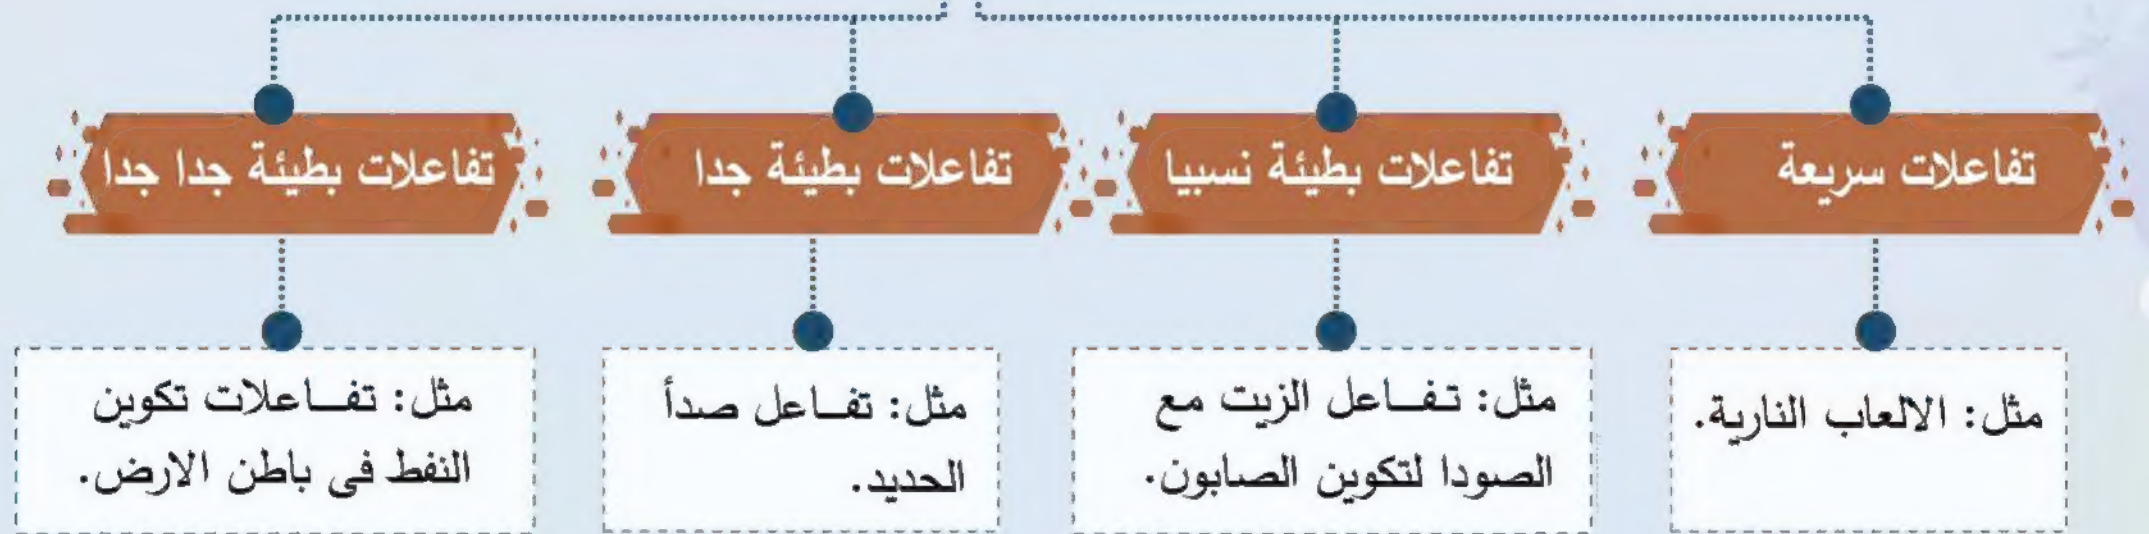 تفاعلات سريعة
تفاعلات بطيئة نسبيا
تفاعلات بطيئة جدا
تفاعلات بطيئة جدا جدا
مثل: الالعاب النارية.
مثل: تفاعل الزيت مع
الصودا لتكوين الصابون.
مثل: تفاعل صدأ
الحديد.
مثل: تفاعلات تكوين
النفط فى باطن الارض.